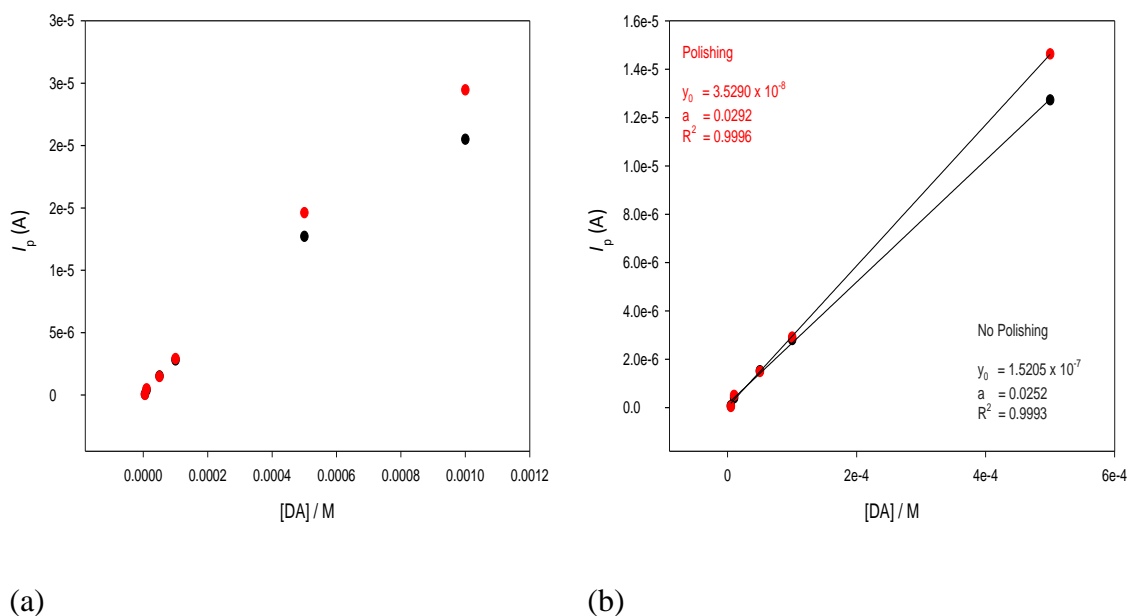 3e-5
3e-5
2e-5
2e-5
1e-5
5e-6
0
I_p (A)
0.0000 0.0002 0.0004 0.0006 0.0008 0.0010 0.0012
[DA] / M
(a)
1.6e-5
1.4e-5
1.2e-5
1.0e-5
8.0e-6
6.0e-6
4.0e-6
2.0e-6
0.0
I_p (A)
Polishing
y₀ = 3.5290 x 10⁻⁸
a = 0.0292
R² = 0.9996
No Polishing
y₀ = 1.5205 x 10⁻⁷
a = 0.0252
R² = 0.9993
0 2e-4 4e-4 6e-4
[DA] / M
(b)